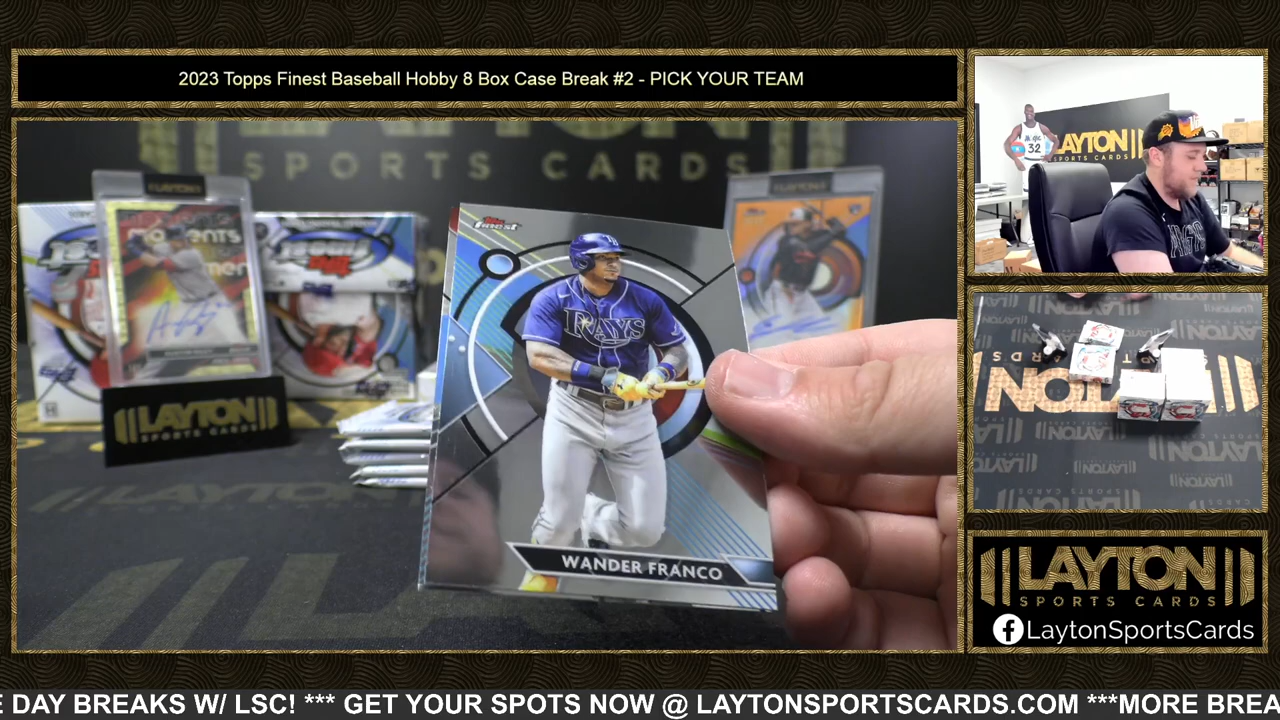 2023 Topps Finest Baseball Hobby 8 Box Case Break #2 - PICK YOUR TEAM
SPORTS CARDS
LAYTON
Topps
Finest
RAYS
WANDER FRANCO
LAYTON
SPORTS CARDS
LAYTON
SPORTS CARDS
32
LAYTON
SPORTS CARDS
LaytonSportsCards
E DAY BREAKS W/ LSC! *** GET YOUR SPOTS NOW @ LAYTONSPORTSCARDS.COM ***MORE BREA